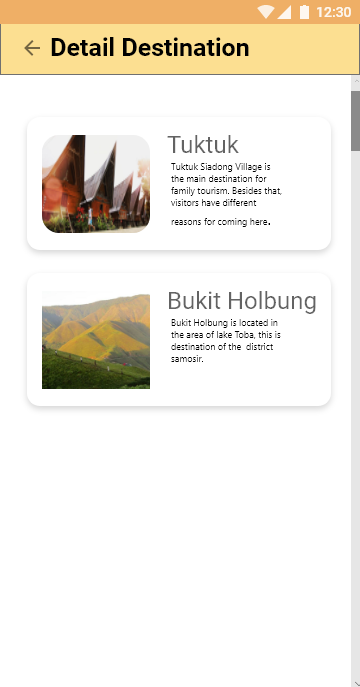 12:30
Detail Destination
Tuktuk
Tuktuk Siadong Village is
the main destination for
family tourism. Besides that,
visitors have different
reasons for coming here.
Bukit Holbung
Bukit Holbung is located in
the area of lake Toba, this is
destination of the district
samosir.